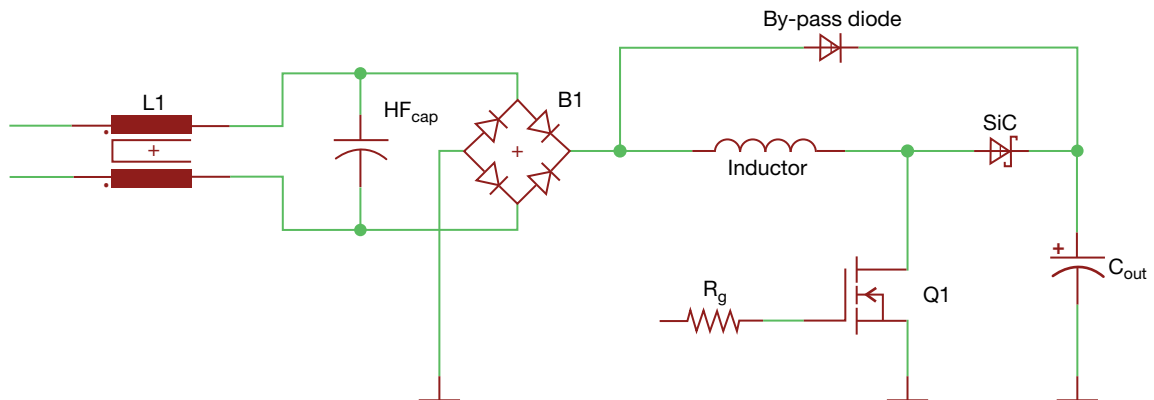 By-pass diode
L1
HFcap
B1
SiC
Inductor
Cout
Rg
Q1